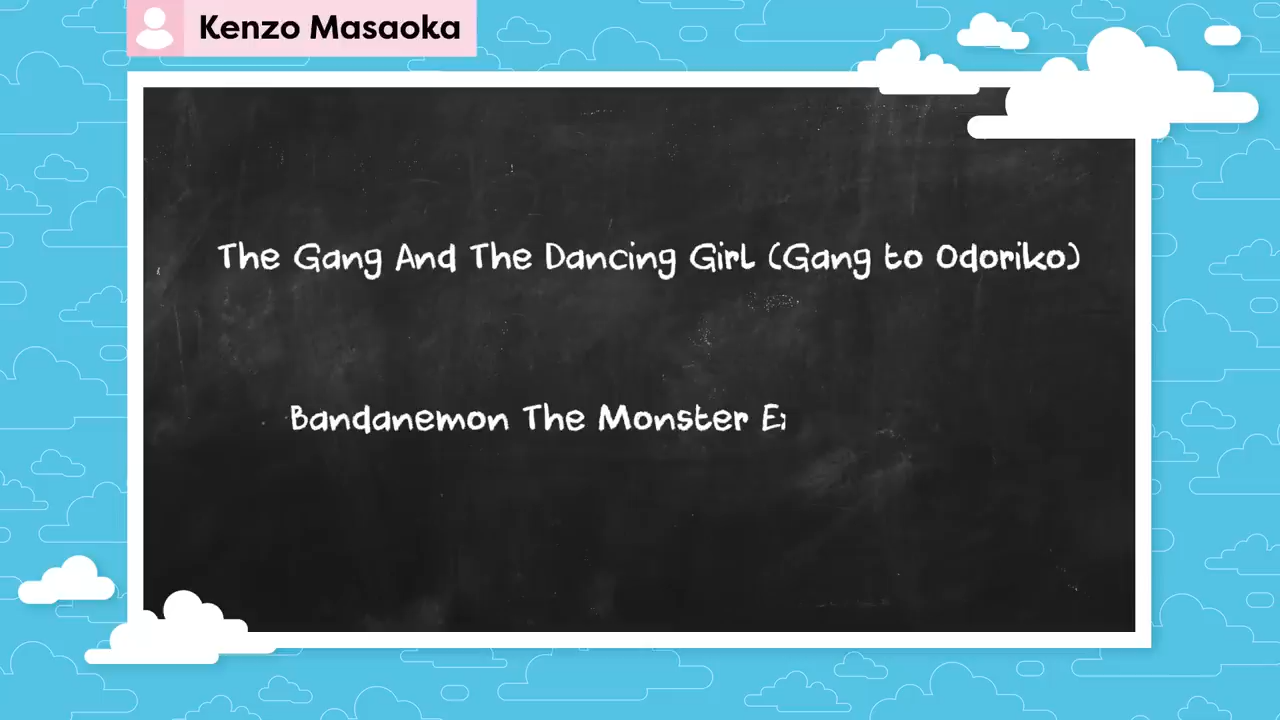 Kenzo Masaoka
The Gang And The Dancing Girl (Gang to Odoriko)
Bandanemon The Monster